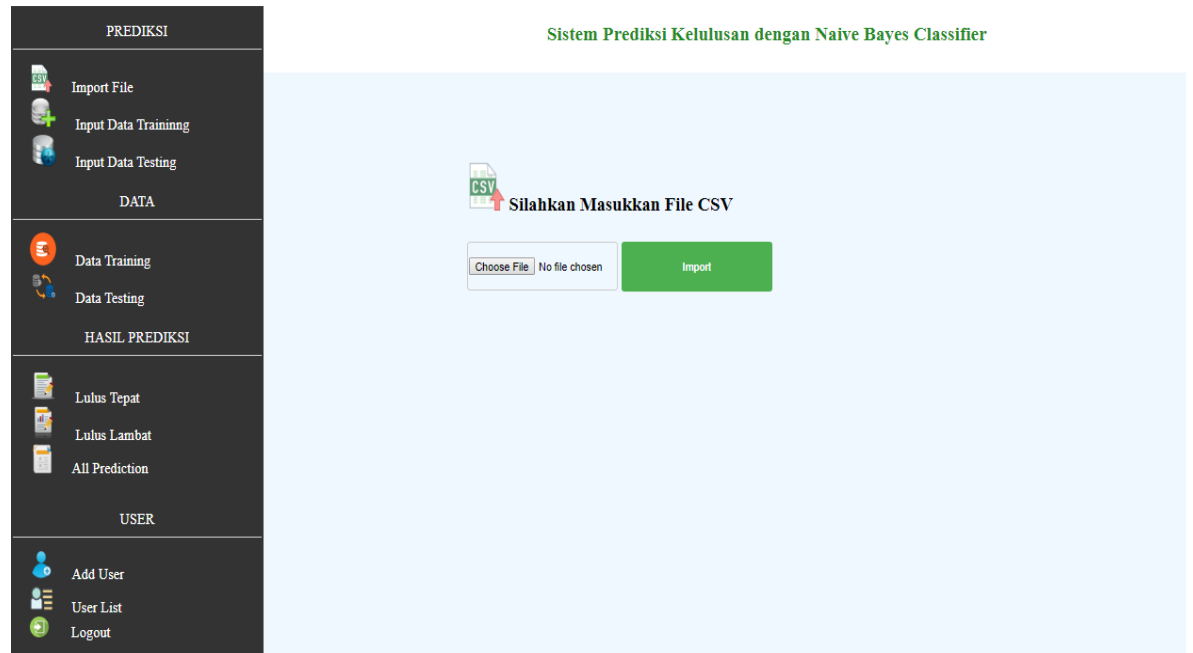 PREDIKSI
Import File
Input Data Traininng
Input Data Testing
DATA
Data Training
Data Testing
HASIL PREDIKSI
Lulus Tepat
Lulus Lambat
All Prediction
USER
Add User
User List
Logout
Sistem Prediksi Kelulusan dengan Naive Bayes Classifier
CSV
Silahkan Masukkan File CSV
Choose File No file chosen
Import